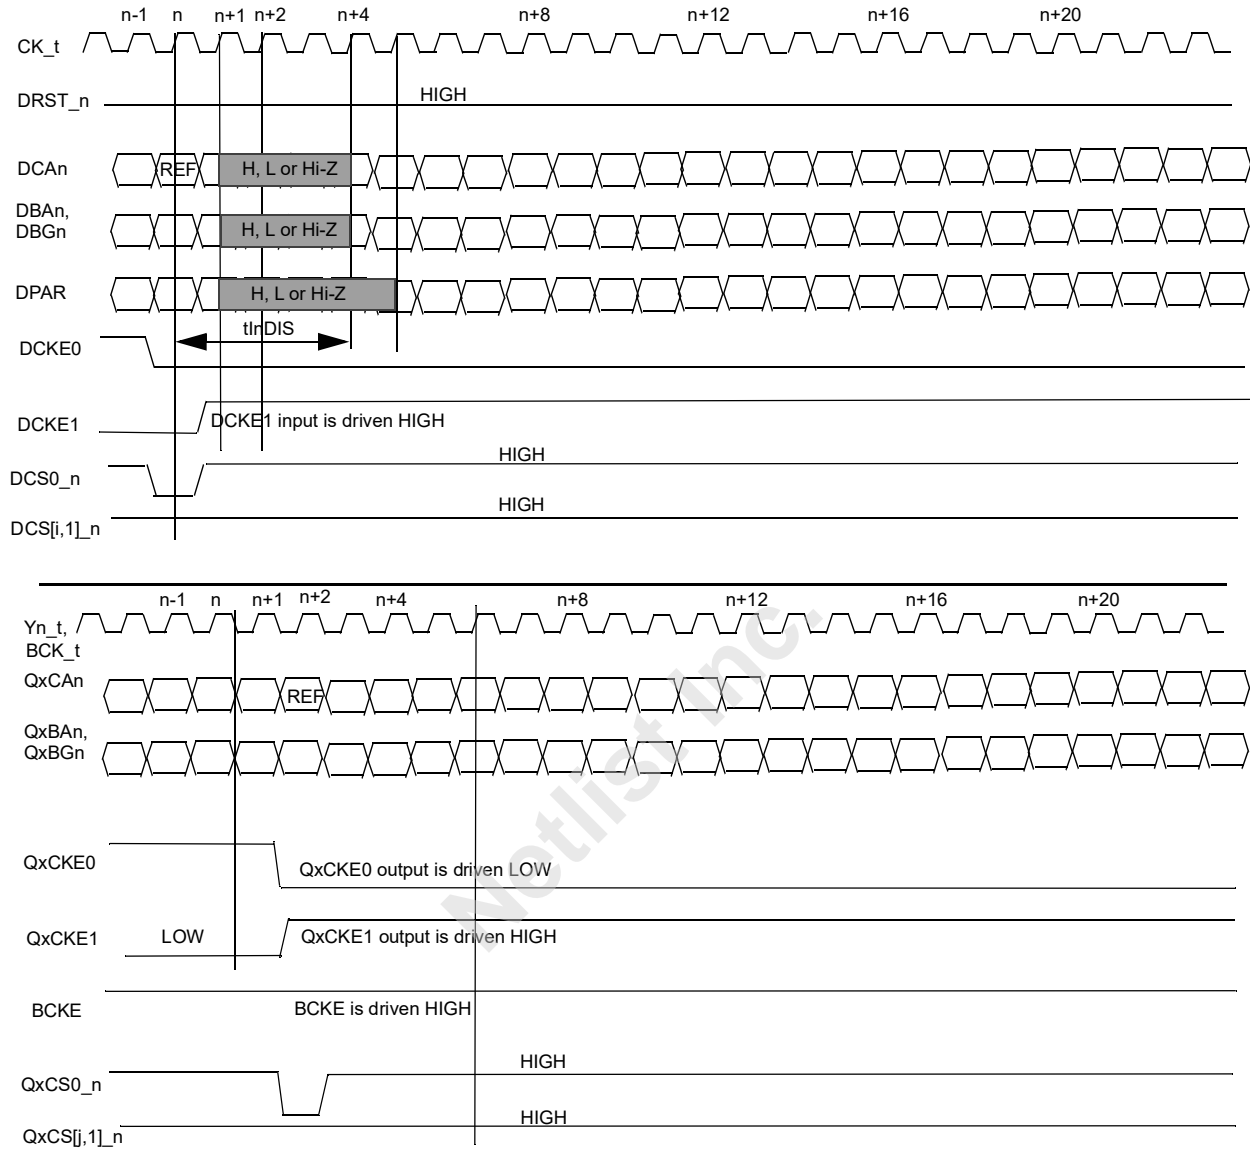 n-1 n n+1 n+2 n+4 n+8 n+12 n+16 n+20
CK_t
DRST_n HIGH
DCAn REF H, L or Hi-Z
DBAn,
DBGn H, L or Hi-Z
DPAR H, L or Hi-Z
tInDIS
DCKE0
DCKE1 DCKE1 input is driven HIGH
HIGH
DCS0_n
HIGH
DCS[i,1]_n
n-1 n n+1 n+2 n+4 n+8 n+12 n+16 n+20
Yn_t,
BCK_t
QxCAn REF
QxBAn,
QxBGn
QxCKE0 QxCKE0 output is driven LOW
QxCKE1 LOW QxCKE1 output is driven HIGH
BCKE BCKE is driven HIGH
HIGH
QxCS0_n
HIGH
QxCS[j,1]_n
Netlist Inc.